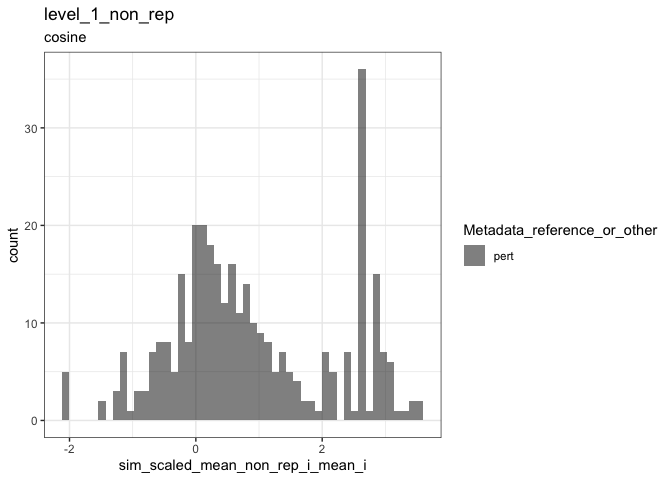 level_1_non_rep
cosine
30
20
10
0
count
-2
0
2
sim_scaled_mean_non_rep_i_mean_i
Metadata_reference_or_other
pert